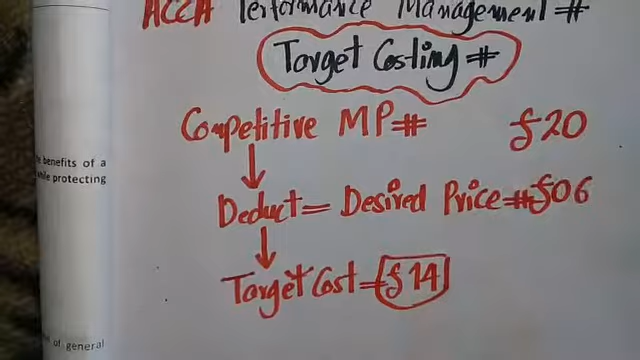 ACCA Performance Management #
Target Costing #
Competitive MP # £20
Deduct = Desired Price # £06
Target Cost = £14
benefits of a
while protecting
of general